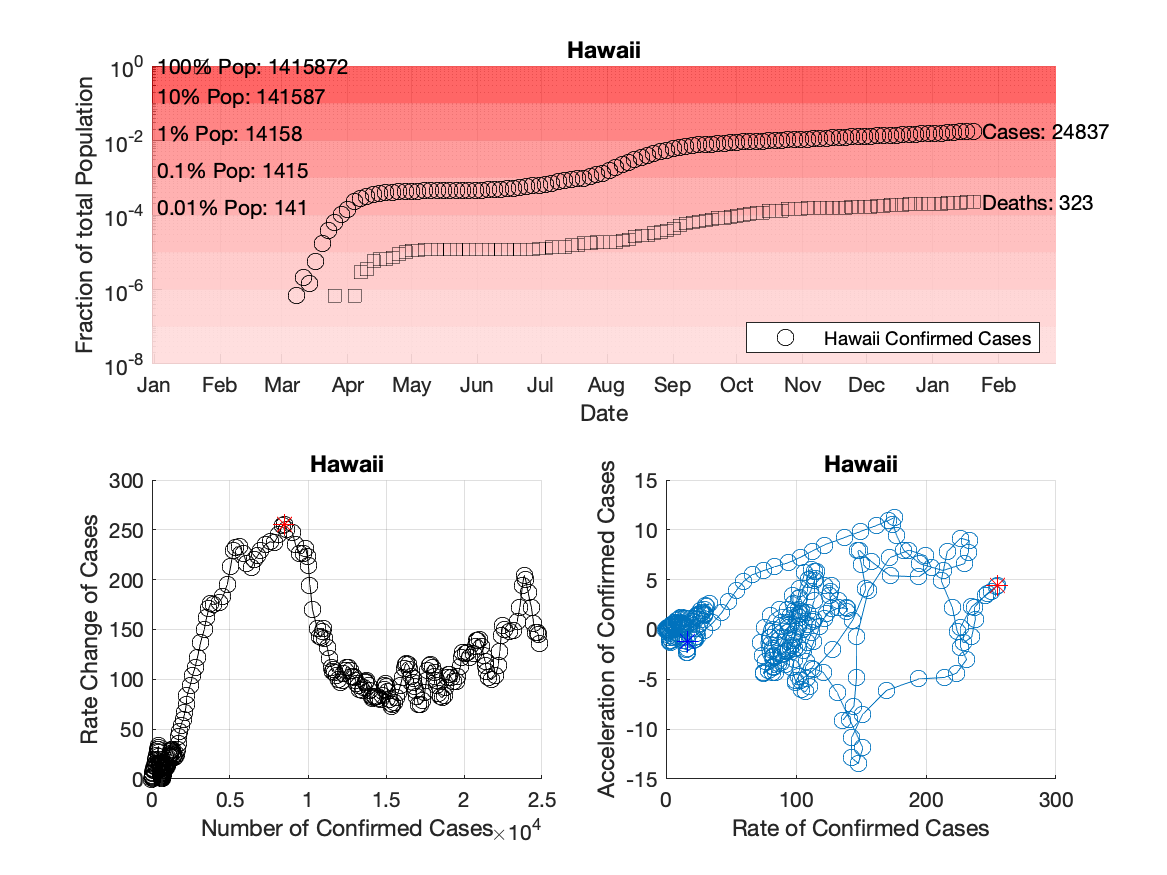 Hawaii
10^0
10^-2
10^-4
10^-6
10^-8
Fraction of total Population
100% Pop: 1415872
10% Pop: 141587
1% Pop: 14158
0.1% Pop: 1415
0.01% Pop: 141
Cases: 24837
Deaths: 323
Hawaii Confirmed Cases
Jan Feb Mar Apr May Jun Jul Aug Sep Oct Nov Dec Jan Feb
Date
Hawaii
300
250
200
150
100
50
0
Rate Change of Cases
0 0.5 1 1.5 2 2.5
Number of Confirmed Cases ×10^4
Hawaii
15
10
5
0
-5
-10
-15
Acceleration of Confirmed Cases
0 100 200 300
Rate of Confirmed Cases